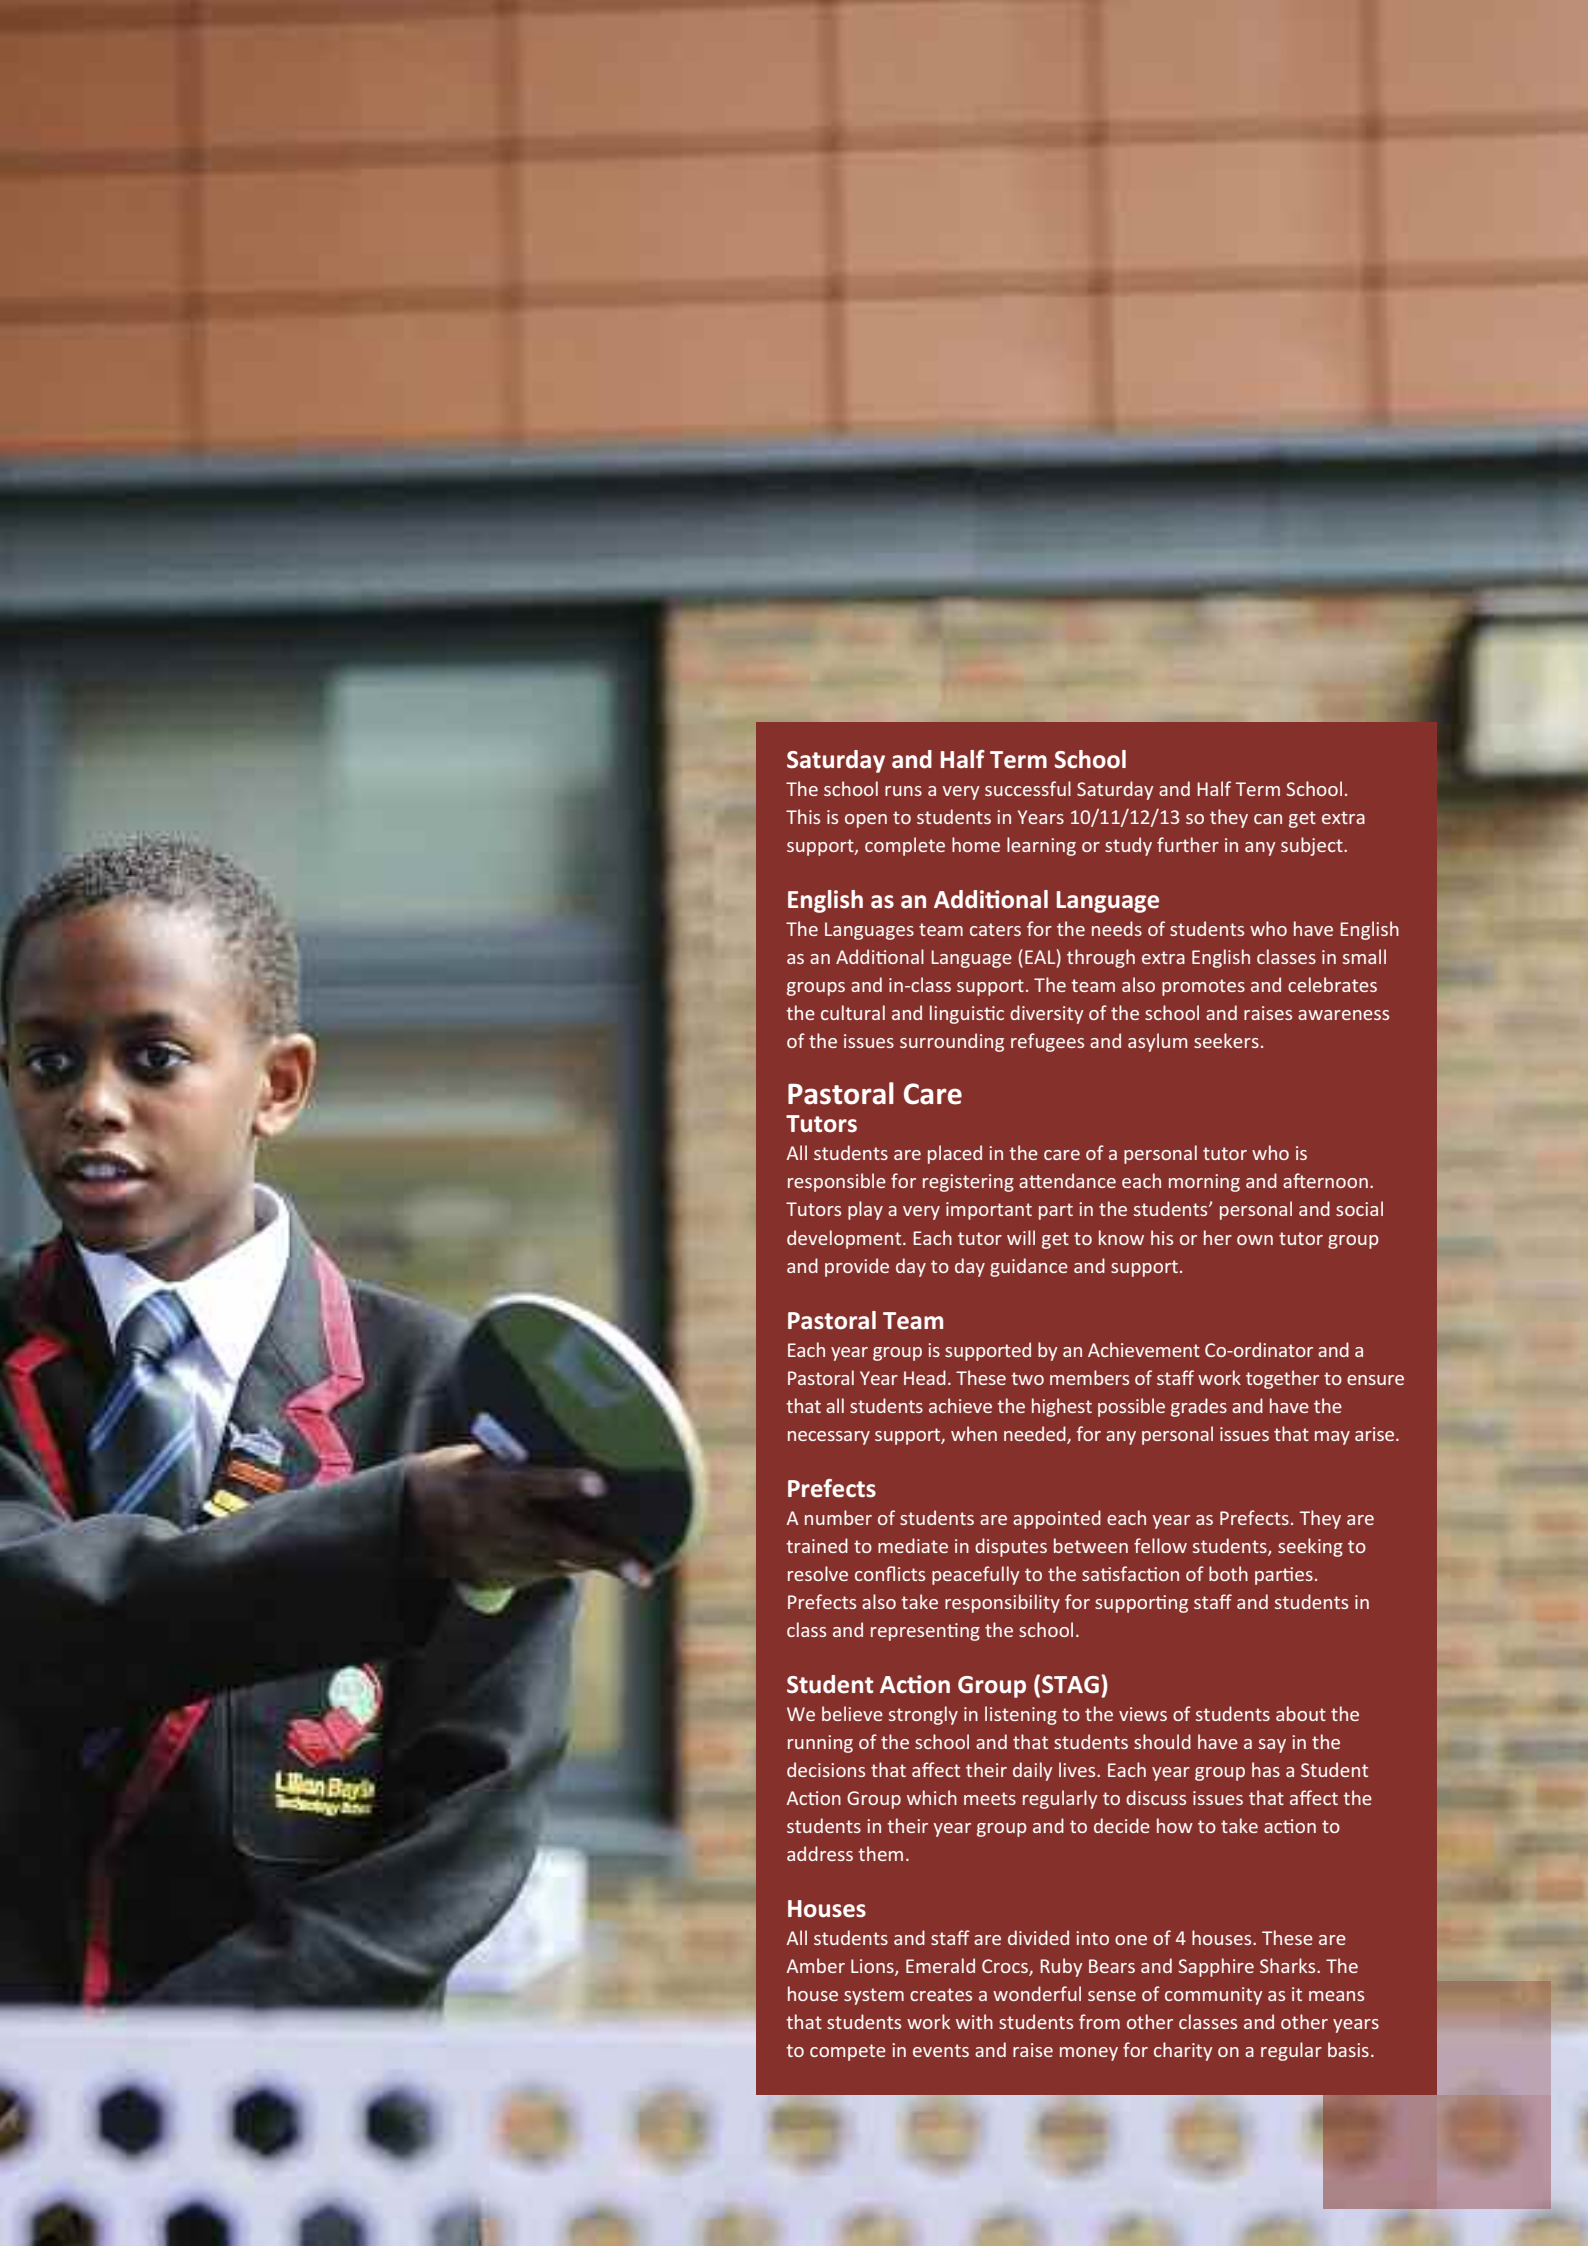 Saturday and Half Term School
The school runs a very successful Saturday and Half Term School.
This is open to students in Years 10/11/12/13 so they can get extra
support, complete home learning or study further in any subject.
English as an Additional Language
The Languages team caters for the needs of students who have English
as an Additional Language (EAL) through extra English classes in small
groups and in-class support. The team also promotes and celebrates
the cultural and linguistic diversity of the school and raises awareness
of the issues surrounding refugees and asylum seekers.
Pastoral Care
Tutors
All students are placed in the care of a personal tutor who is
responsible for registering attendance each morning and afternoon.
Tutors play a very important part in the students’ personal and social
development. Each tutor will get to know his or her own tutor group
and provide day to day guidance and support.
Pastoral Team
Each year group is supported by an Achievement Co-ordinator and a
Pastoral Year Head. These two members of staff work together to ensure
that all students achieve the highest possible grades and have the
necessary support, when needed, for any personal issues that may arise.
Prefects
A number of students are appointed each year as Prefects. They are
trained to mediate in disputes between fellow students, seeking to
resolve conflicts peacefully to the satisfaction of both parties.
Prefects also take responsibility for supporting staff and students in
class and representing the school.
Student Action Group (STAG)
We believe strongly in listening to the views of students about the
running of the school and that students should have a say in the
decisions that affect their daily lives. Each year group has a Student
Action Group which meets regularly to discuss issues that affect the
students in their year group and to decide how to take action to
address them.
Houses
All students and staff are divided into one of 4 houses. These are
Amber Lions, Emerald Crocs, Ruby Bears and Sapphire Sharks. The
house system creates a wonderful sense of community as it means
that students work with students from other classes and other years
to compete in events and raise money for charity on a regular basis.
Lilian Baylis
Technology School